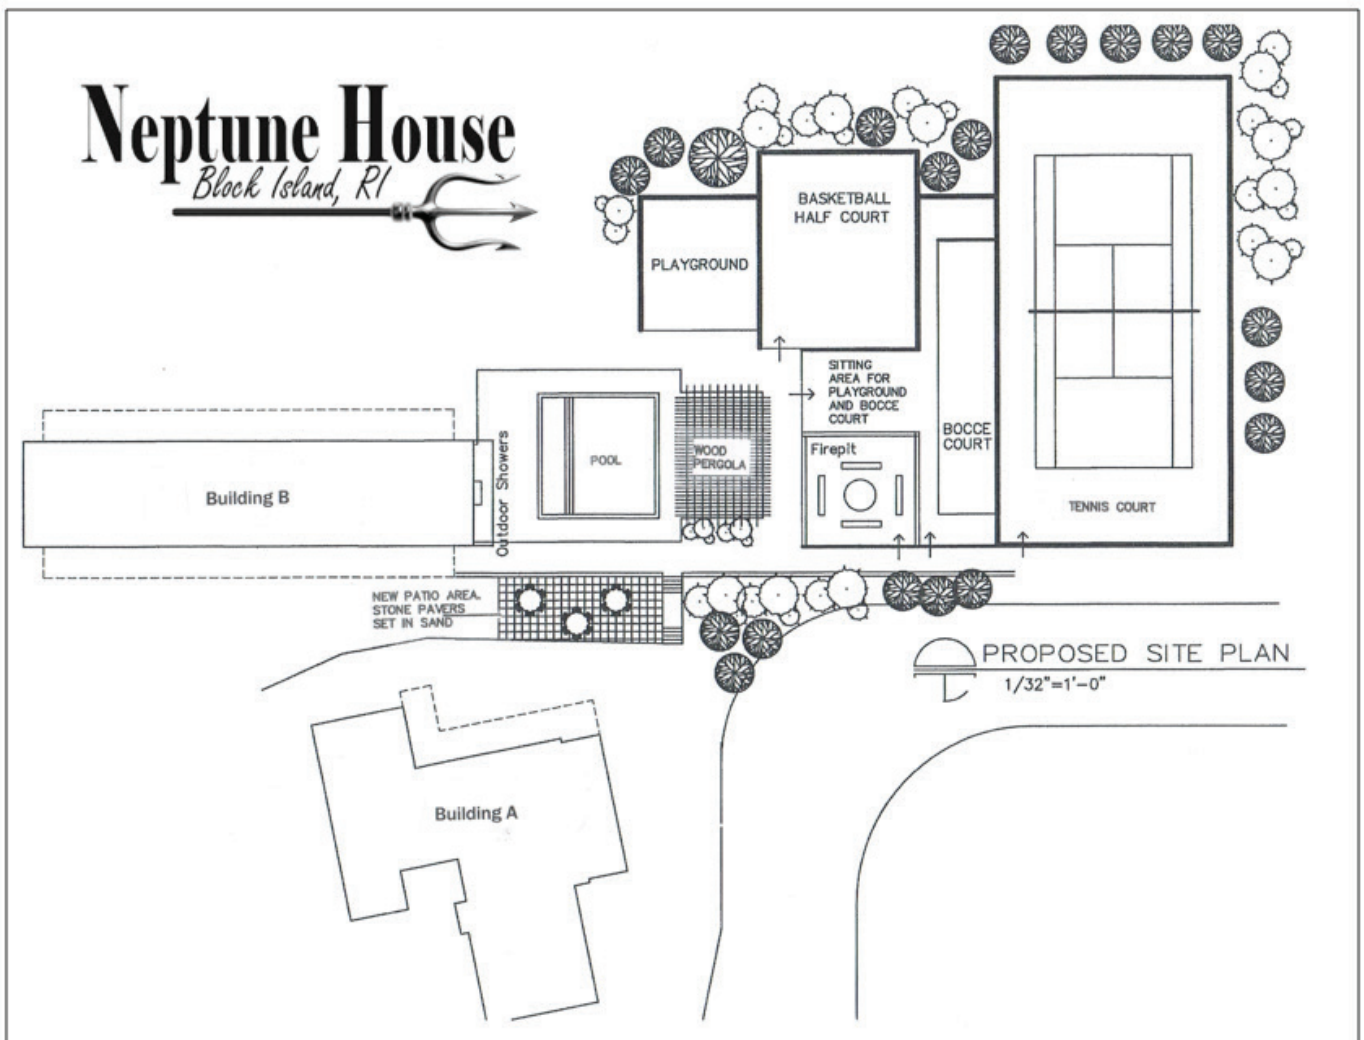 Neptune House
Block Island, RI
BASKETBALL
HALF COURT
PLAYGROUND
SITTING
AREA FOR
PLAYGROUND
AND BOCCE
COURT
BOCCE
COURT
Firepit
WOOD
PERGOLA
POOL
Outdoor Showers
Building B
TENNIS COURT
NEW PATIO AREA.
STONE PAVERS
SET IN SAND
PROPOSED SITE PLAN
1/32"=1'-0"
Building A